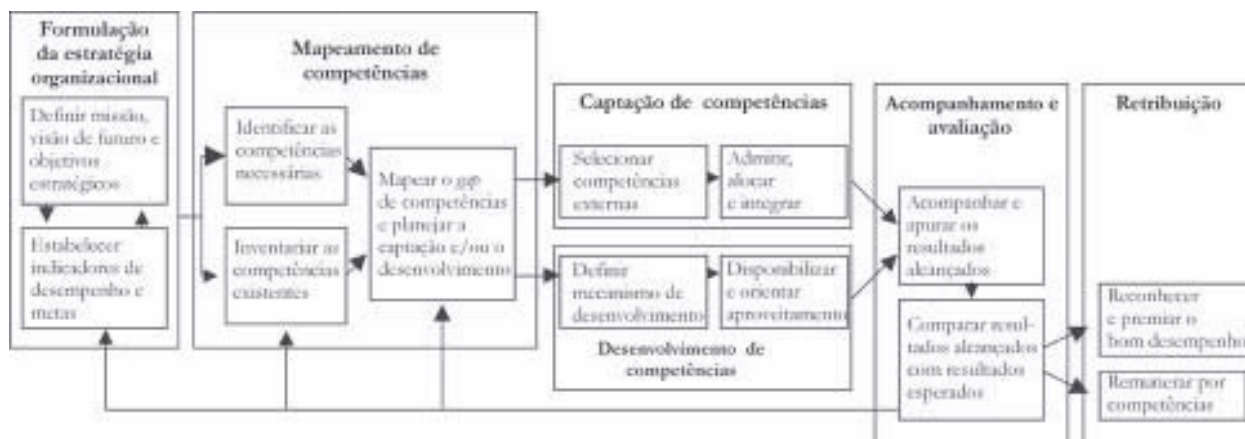 Formulação
da estratégia
organizacional
Definir missão,
visão de futuro e
objetivos
estratégicos
Estabelecer
indicadores de
desempenho e
metas
Mapeamento de
competências
Identificar as
competências
necessárias
Inventariar as
competências
existentes
Mapear o gap
de competências
e planejar a
captação e/ou o
desenvolvimento
Captação de competências
Selecionar
competências
externas
Admitir,
alocar
e integrar
Definir
mecanismo de
desenvolvimento
Disponibilizar
e orientar
aproveitamento
Desenvolvimento de
competências
Acompanhamento e
avaliação
Acompanhar e
apurar os
resultados
alcançados
Comparar resul-
tados alcançados
com resultados
esperados
Retribuição
Reconhecer
e premiar o
bom desempenho
Remunerar por
competências